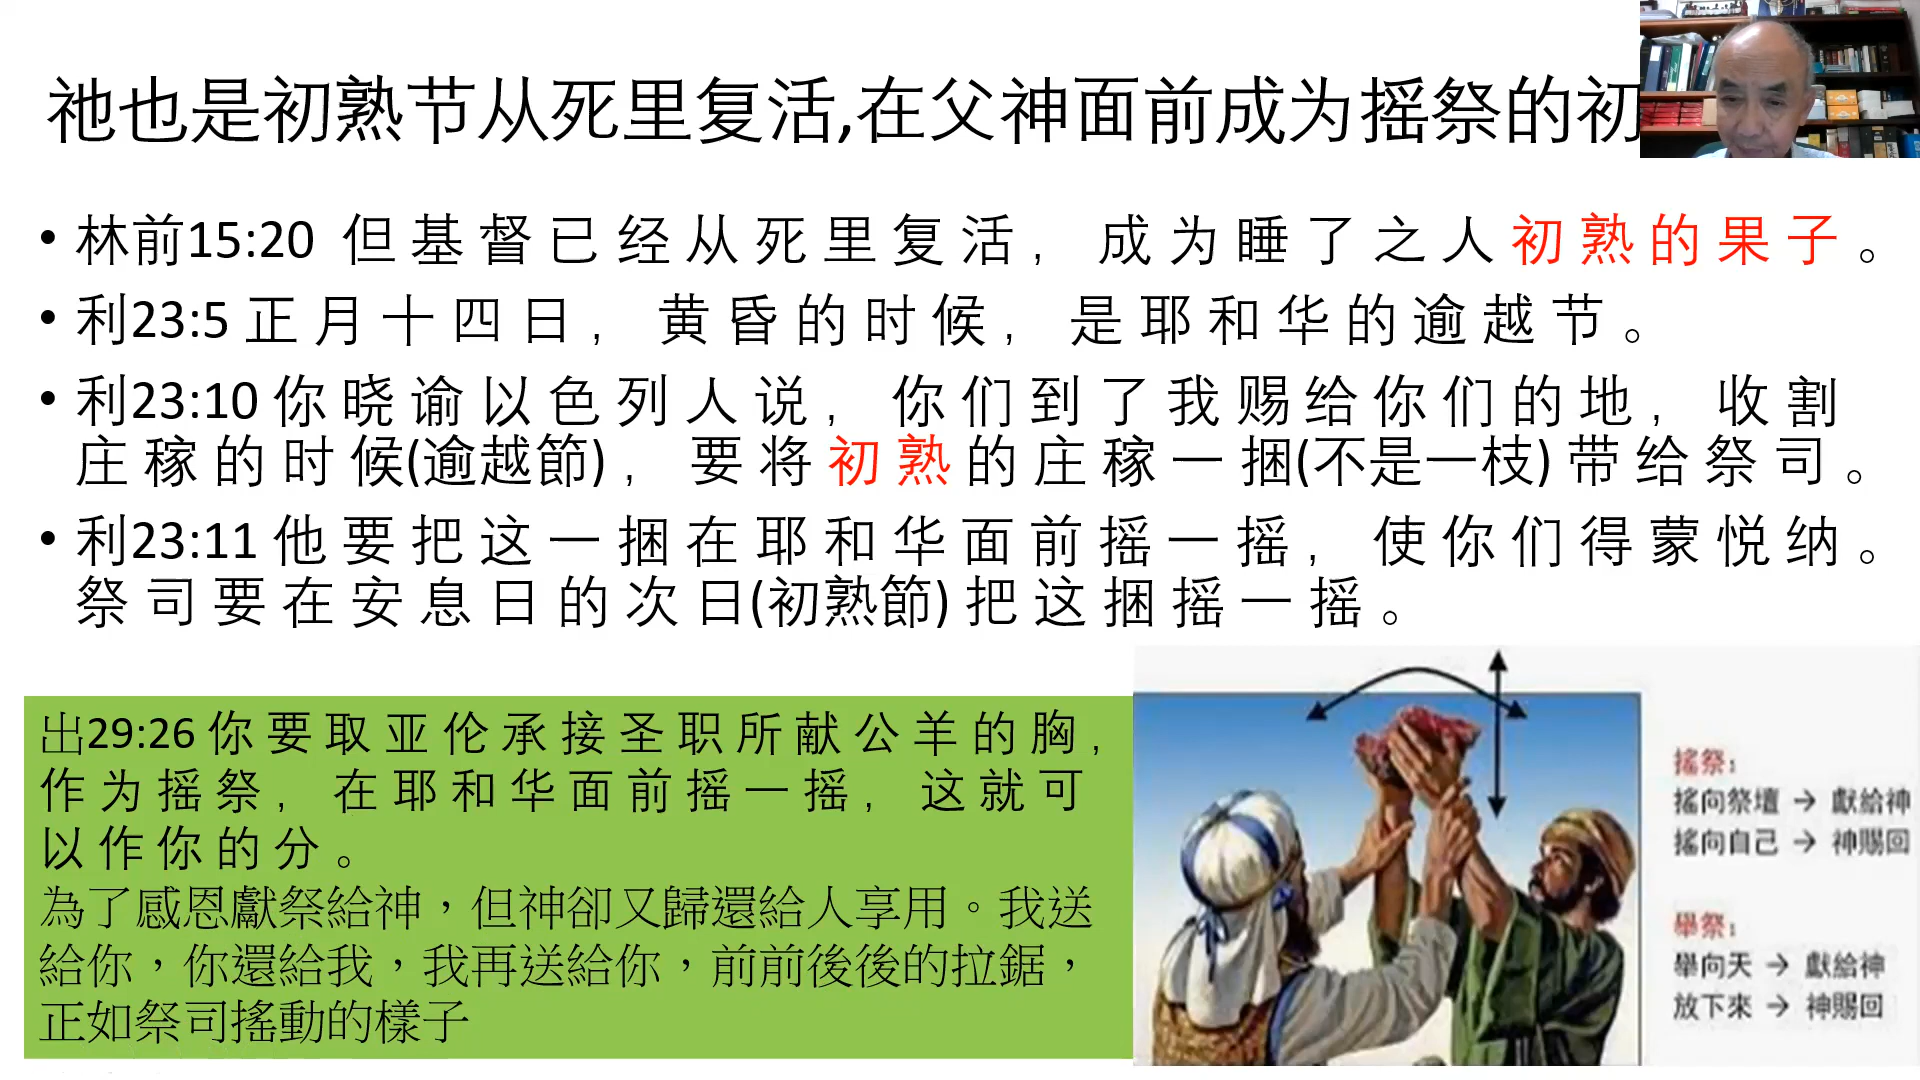 祂也是初熟节从死里复活,在父神面前成为摇祭的初
• 林前15:20 但基督已经从死里复活，成为睡了之人初熟的果子。
• 利23:5 正月十四日，黄昏的时候，是耶和华的逾越节。
• 利23:10 你晓谕以色列人说，你们到了我赐给你们的地，收割
庄稼的时候(逾越節)，要将初熟的庄稼一捆(不是一枝)带给祭司。
• 利23:11 他要把这一捆在耶和华面前摇一摇，使你们得蒙悦纳。
祭司要在安息日的次日(初熟節)把这捆摇一摇。
出29:26 你要取亚伦承接圣职所献公羊的胸，
作为摇祭，在耶和华面前摇一摇，这就可
以作你的分。
為了感恩獻祭給神，但神卻又歸還給人享用。我送
給你，你還給我，我再送給你，前前後後的拉鋸，
正如祭司搖動的樣子
搖祭：
搖向祭壇 → 獻給神
搖向自己 → 神賜回
舉祭：
舉向天 → 獻給神
放下來 → 神賜回